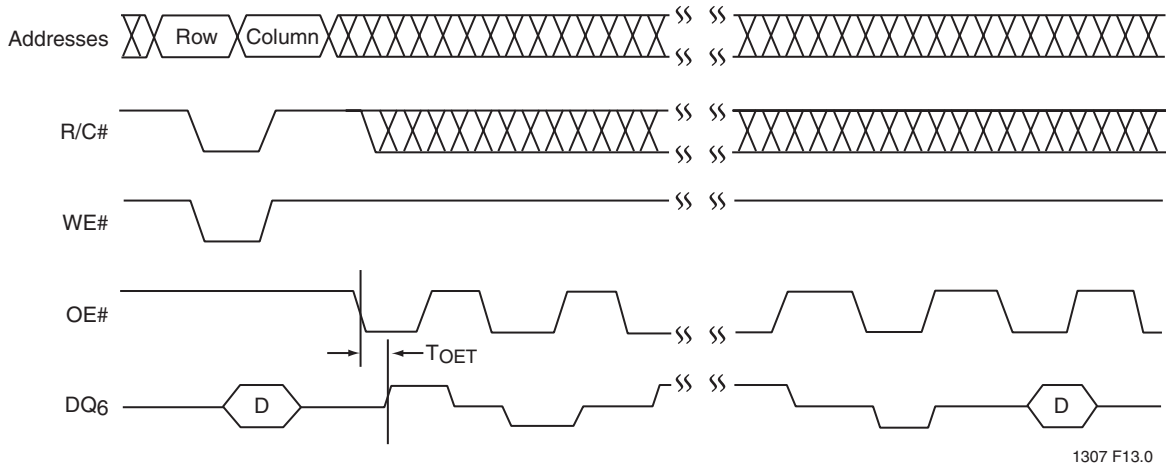 Addresses
Row
Column
R/C#
WE#
OE#
TOET
DQ6
D
D
1307 F13.0